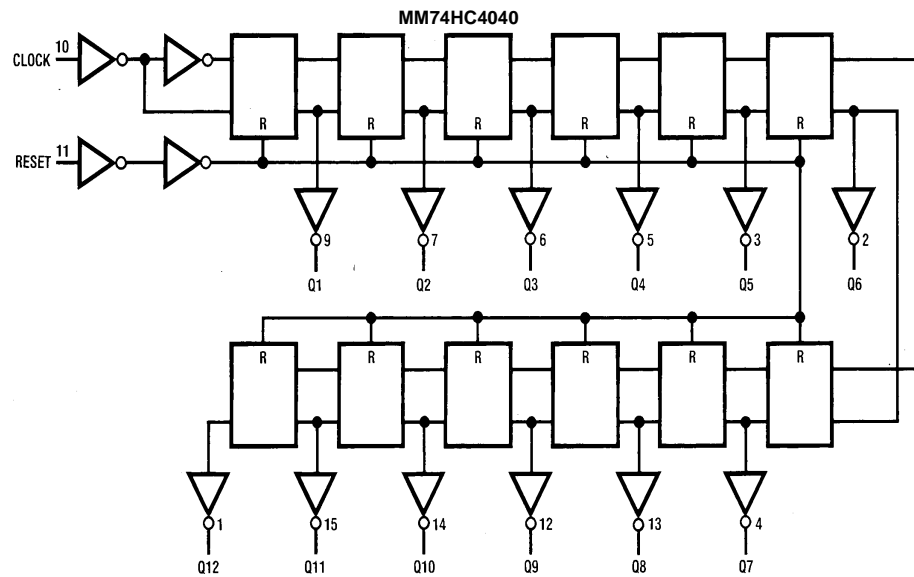 MM74HC4040
10
CLOCK
R R R R R R
11
RESET
9 7 6 5 3 2
Q1 Q2 Q3 Q4 Q5 Q6
R R R R R R
1 15 14 12 13 4
Q12 Q11 Q10 Q9 Q8 Q7